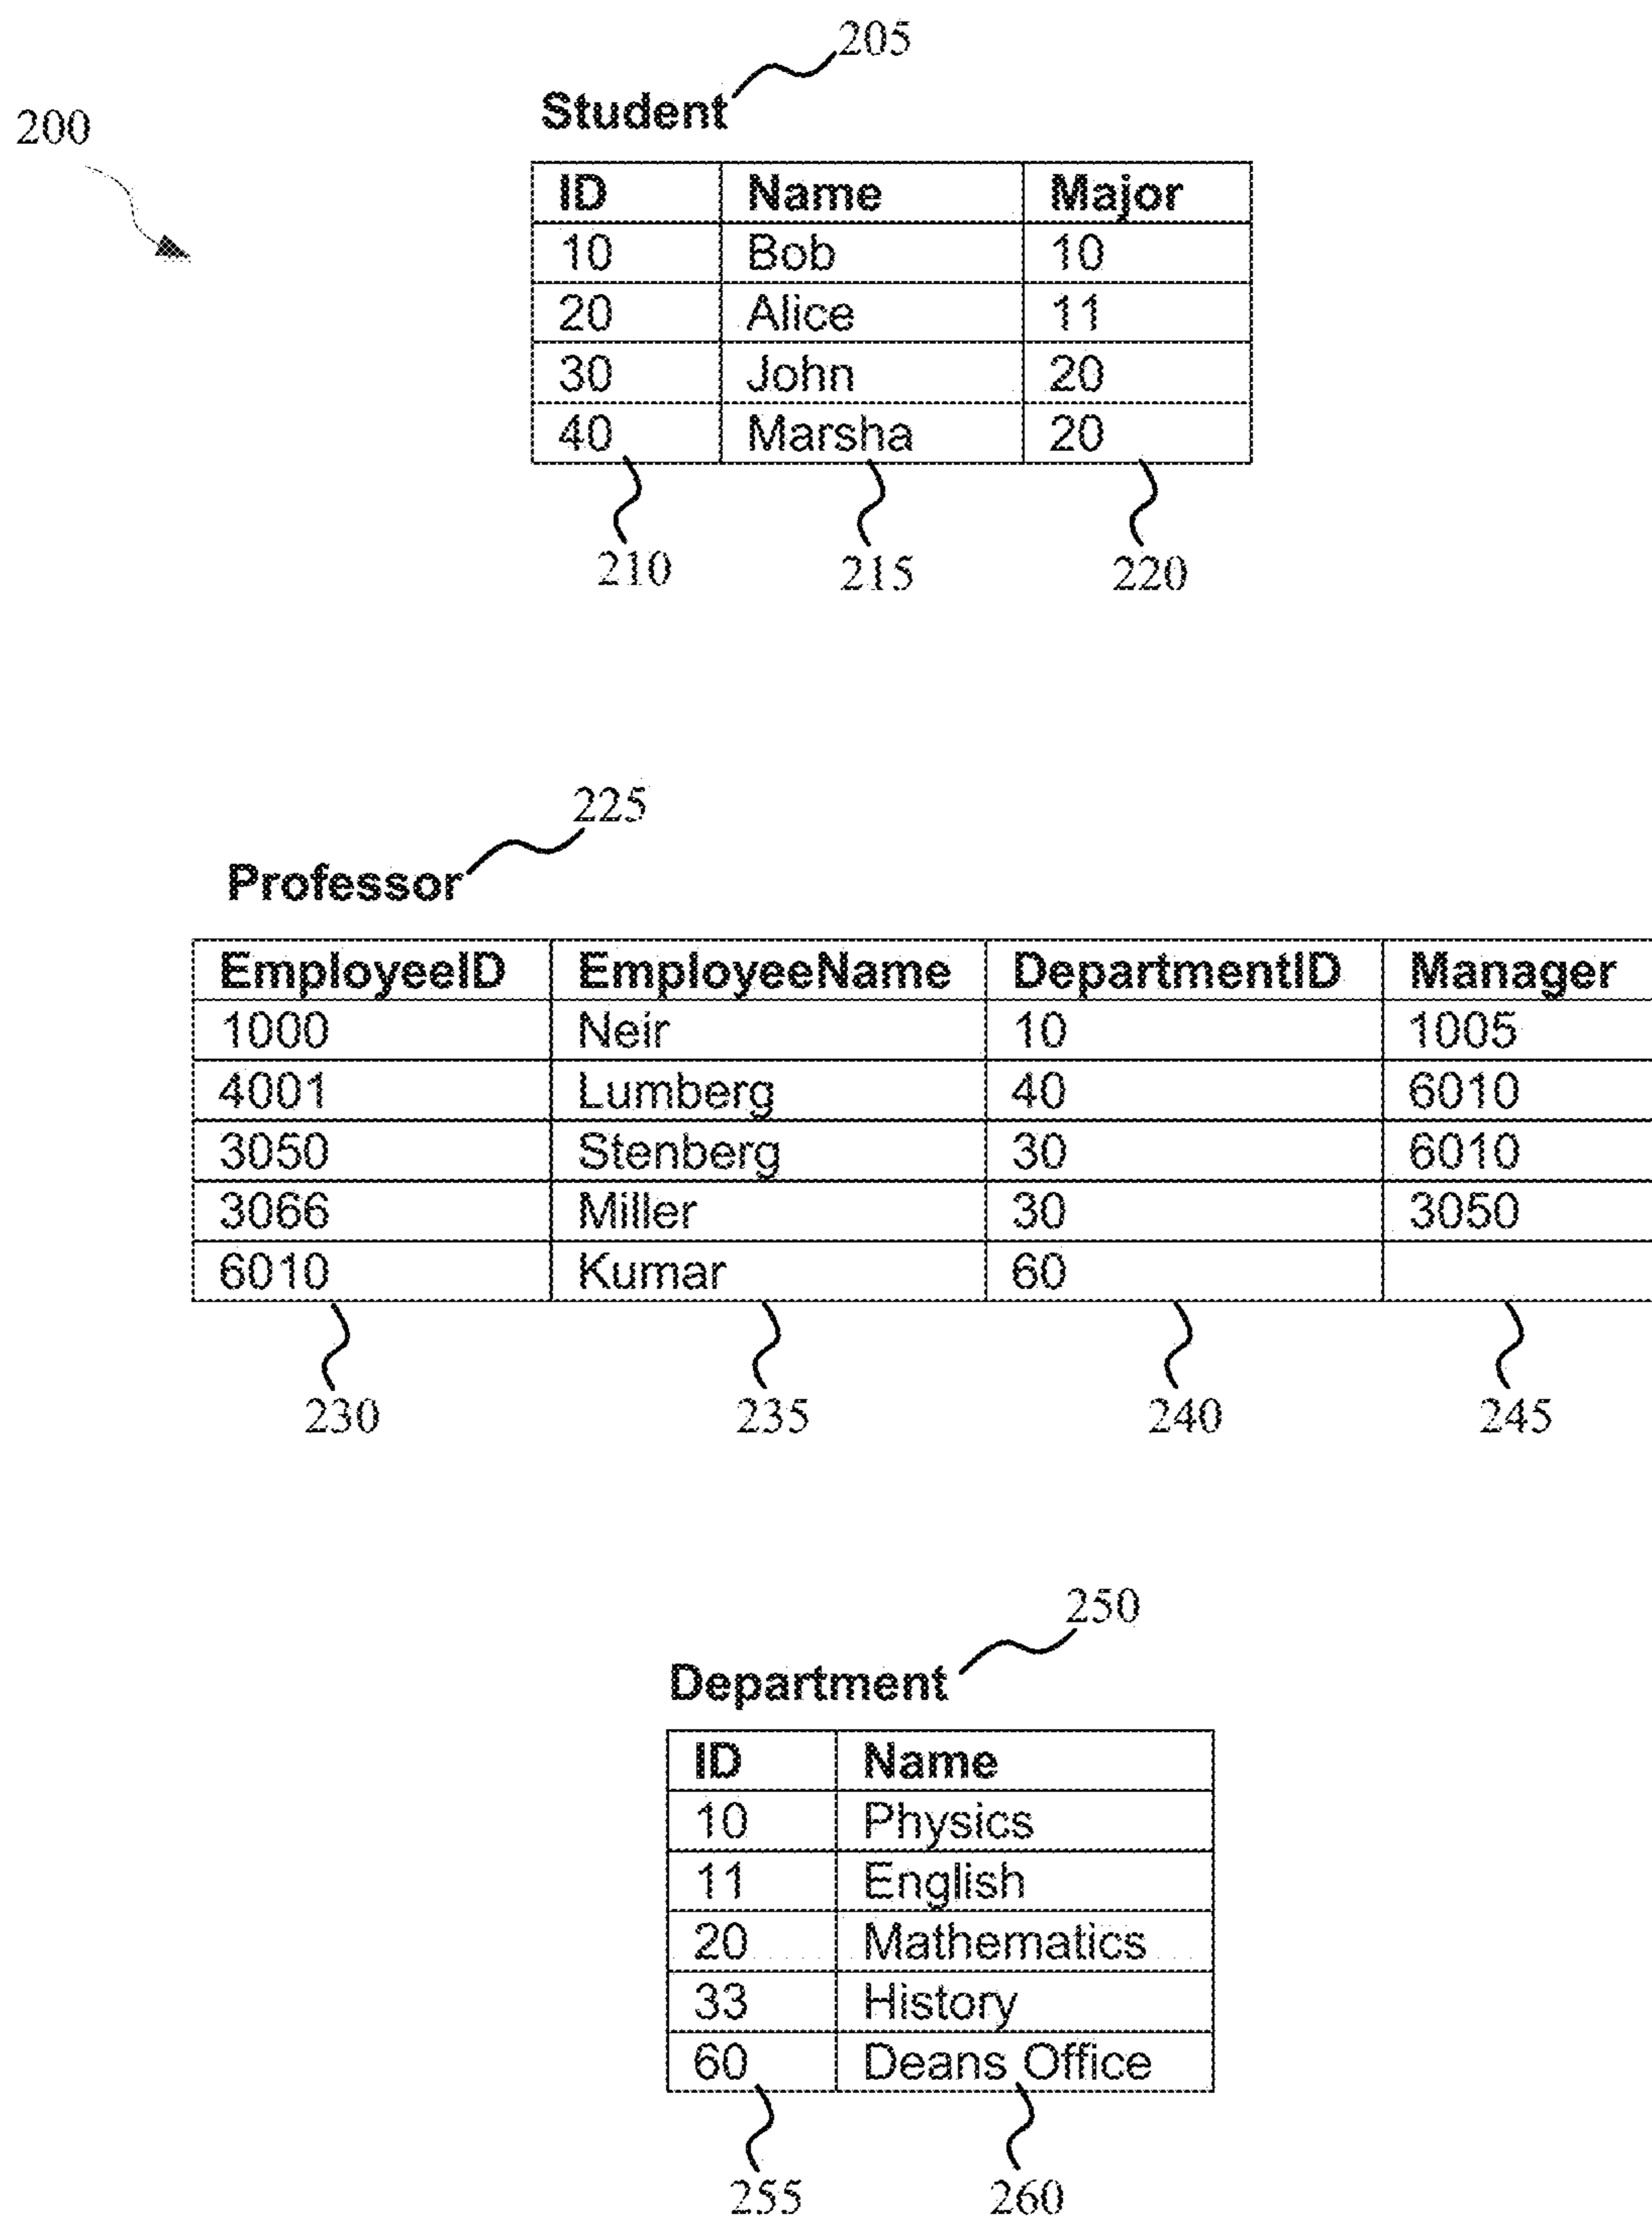 205
200
Student
ID Name Major
10 Bob 10
20 Alice 11
30 John 20
40 Marsha 20
210 215 220
225
Professor
EmployeeID EmployeeName DepartmentID Manager
1000 Neir 10 1005
4001 Lumberg 40 6010
3050 Stenberg 30 6010
3066 Miller 30 3050
6010 Kumar 60
230 235 240 245
250
Department
ID Name
10 Physics
11 English
20 Mathematics
33 History
60 Deans Office
255 260